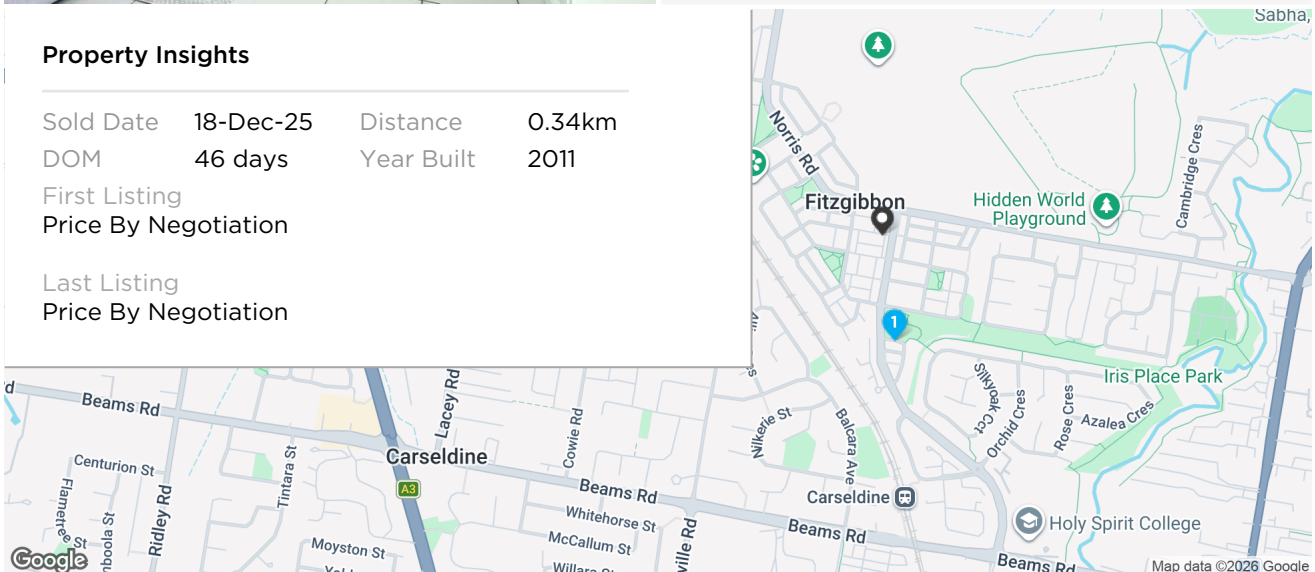 Property Insights
Sold Date 18-Dec-25 Distance 0.34km
DOM 46 days Year Built 2011
First Listing
Price By Negotiation
Last Listing
Price By Negotiation
Sabha,
Norris Rd
Cambridge Cres
Fitzgibbon
Hidden World
Playground
1
Iris Place Park
Silkyoak Cct
Orchid Cres
Rose Cres
Azalea Cres
Beams Rd
Lacey Rd
Cowie Rd
Nilkerie St
Balcara Ave
Carseldine
A3
Centurion St
Tintara St
Flametree St
Ridley Rd
Beams Rd
Carseldine
Whitehorse St
Holy Spirit College
McCallum St
Beams Rd
Moyston St
ville Rd
Beams Rd
Google
Map data ©2026 Google